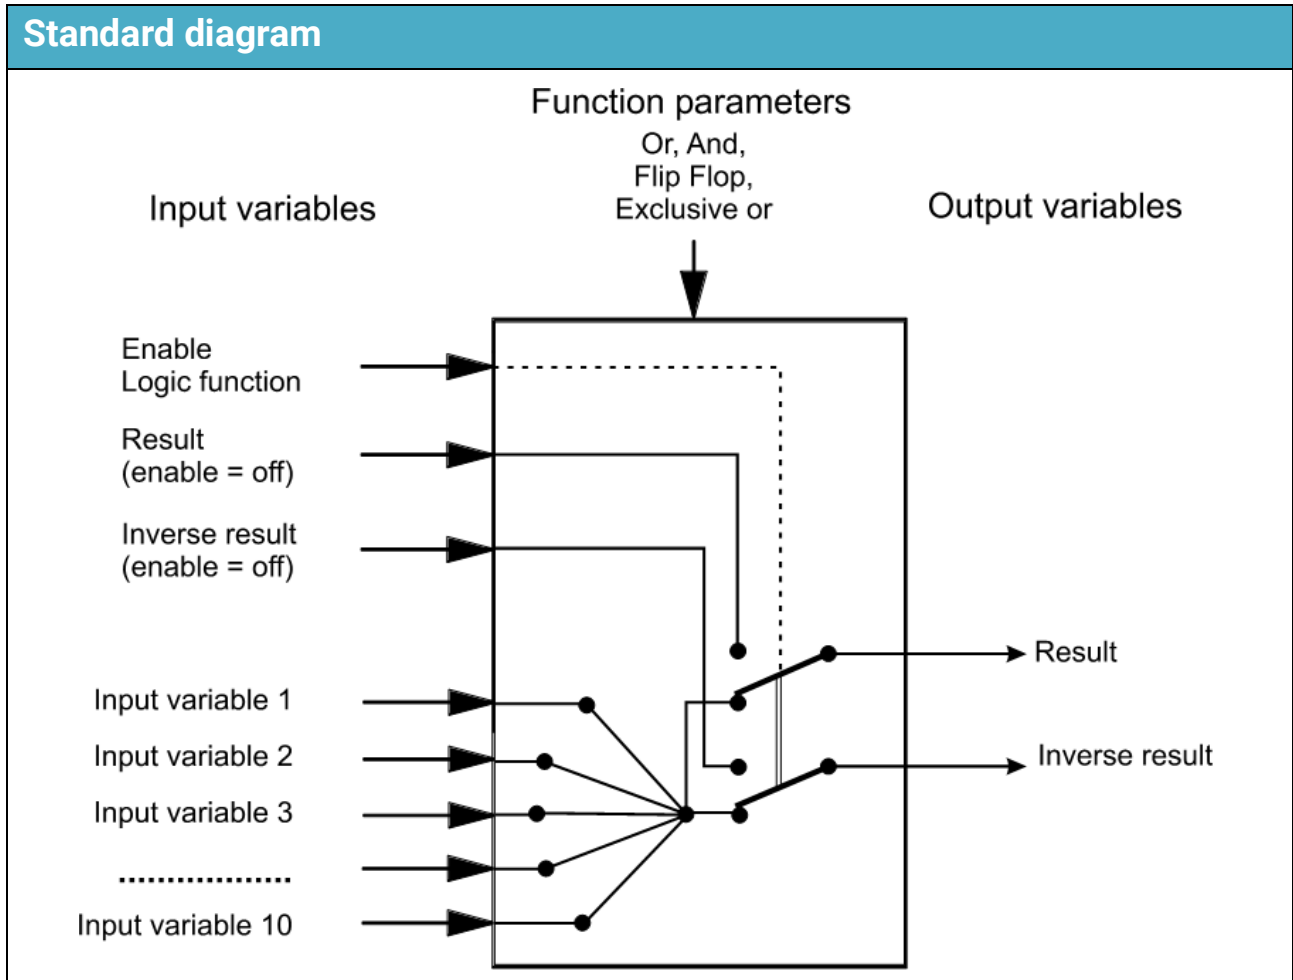 Standard diagram
Function parameters
Or, And,
Flip Flop,
Exclusive or
Input variables
Output variables
Enable
Logic function
Result
(enable = off)
Inverse result
(enable = off)
Result
Input variable 1
Input variable 2
Inverse result
Input variable 3
..................
Input variable 10